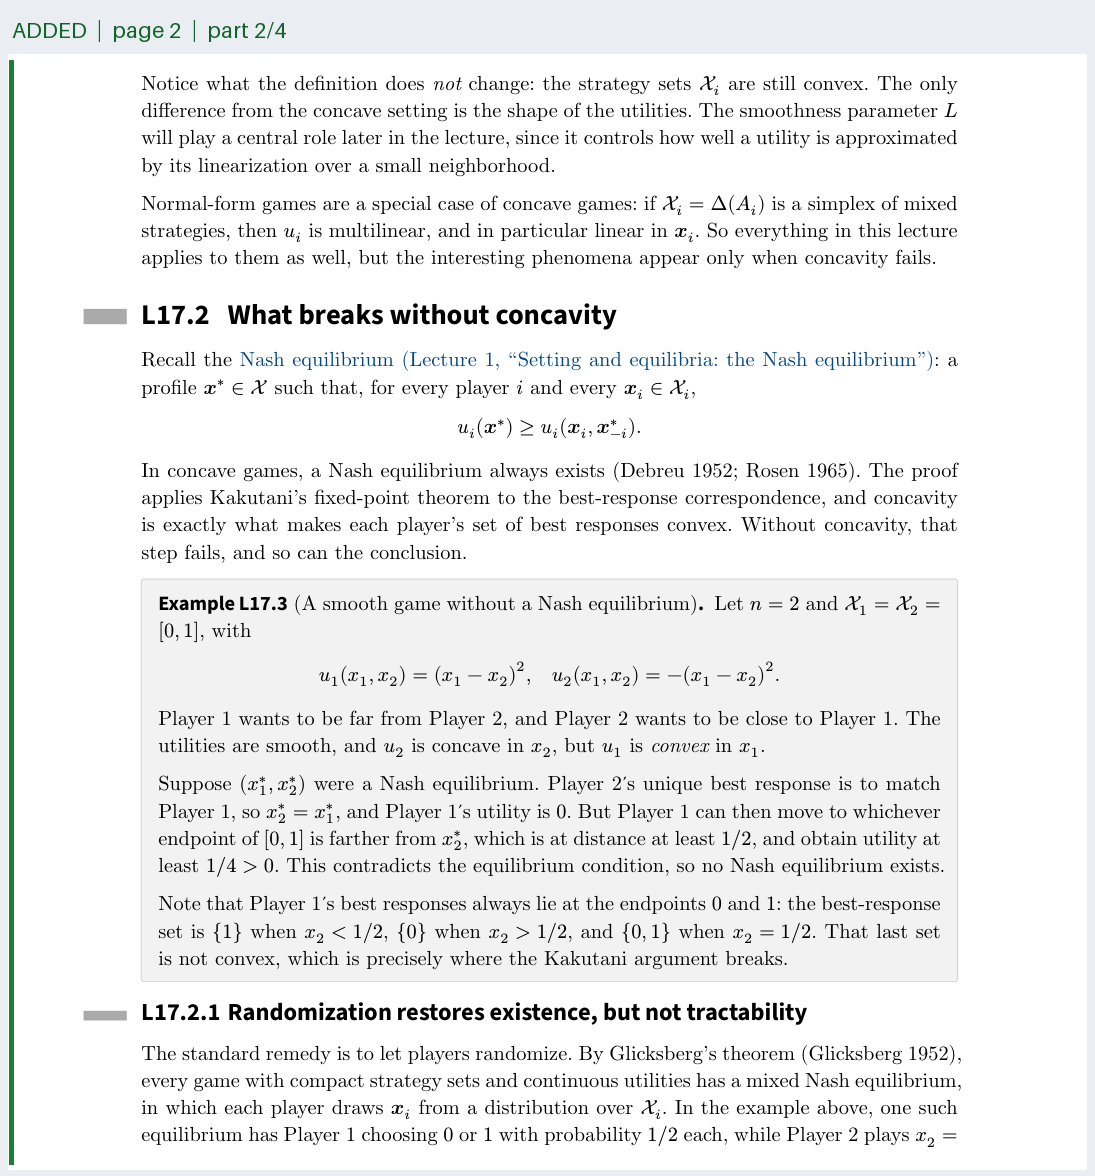 ADDED | page 2 | part 2/4
Notice what the definition does not change: the strategy sets 𝒳ᵢ are still convex. The only
difference from the concave setting is the shape of the utilities. The smoothness parameter L
will play a central role later in the lecture, since it controls how well a utility is approximated
by its linearization over a small neighborhood.
Normal-form games are a special case of concave games: if 𝒳ᵢ = Δ(Aᵢ) is a simplex of mixed
strategies, then uᵢ is multilinear, and in particular linear in xᵢ. So everything in this lecture
applies to them as well, but the interesting phenomena appear only when concavity fails.
L17.2 What breaks without concavity
Recall the Nash equilibrium (Lecture 1, “Setting and equilibria: the Nash equilibrium”): a
profile x* ∈ 𝒳 such that, for every player i and every xᵢ ∈ 𝒳ᵢ,
uᵢ(x*) ≥ uᵢ(xᵢ, x*₋ᵢ).
In concave games, a Nash equilibrium always exists (Debreu 1952; Rosen 1965). The proof
applies Kakutani’s fixed-point theorem to the best-response correspondence, and concavity
is exactly what makes each player’s set of best responses convex. Without concavity, that
step fails, and so can the conclusion.
Example L17.3 (A smooth game without a Nash equilibrium). Let n = 2 and 𝒳₁ = 𝒳₂ =
[0, 1], with
u₁(x₁, x₂) = (x₁ − x₂)², u₂(x₁, x₂) = −(x₁ − x₂)².
Player 1 wants to be far from Player 2, and Player 2 wants to be close to Player 1. The
utilities are smooth, and u₂ is concave in x₂, but u₁ is convex in x₁.
Suppose (x₁*, x₂*) were a Nash equilibrium. Player 2′s unique best response is to match
Player 1, so x₂* = x₁*, and Player 1′s utility is 0. But Player 1 can then move to whichever
endpoint of [0, 1] is farther from x₂*, which is at distance at least 1/2, and obtain utility at
least 1/4 > 0. This contradicts the equilibrium condition, so no Nash equilibrium exists.
Note that Player 1′s best responses always lie at the endpoints 0 and 1: the best-response
set is {1} when x₂ < 1/2, {0} when x₂ > 1/2, and {0, 1} when x₂ = 1/2. That last set
is not convex, which is precisely where the Kakutani argument breaks.
L17.2.1 Randomization restores existence, but not tractability
The standard remedy is to let players randomize. By Glicksberg’s theorem (Glicksberg 1952),
every game with compact strategy sets and continuous utilities has a mixed Nash equilibrium,
in which each player draws xᵢ from a distribution over 𝒳ᵢ. In the example above, one such
equilibrium has Player 1 choosing 0 or 1 with probability 1/2 each, while Player 2 plays x₂ =